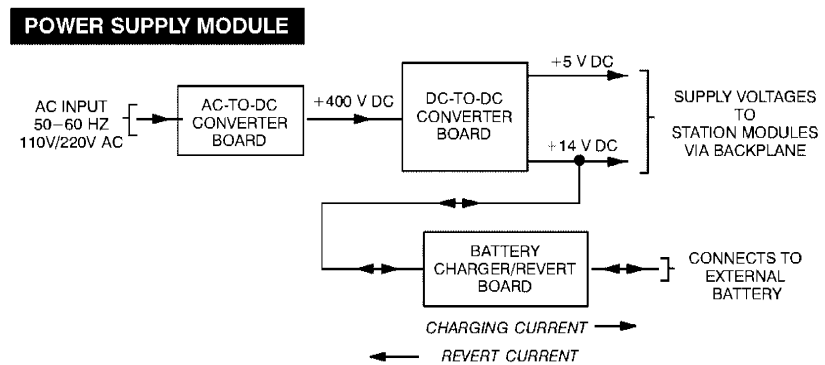 POWER SUPPLY MODULE
AC INPUT
50–60 HZ
110V/220V AC
AC-TO-DC
CONVERTER
BOARD
+400 V DC
DC-TO-DC
CONVERTER
BOARD
+5 V DC
+14 V DC
SUPPLY VOLTAGES
TO
STATION MODULES
VIA BACKPLANE
BATTERY
CHARGER/REVERT
BOARD
CONNECTS TO
EXTERNAL
BATTERY
CHARGING CURRENT
REVERT CURRENT